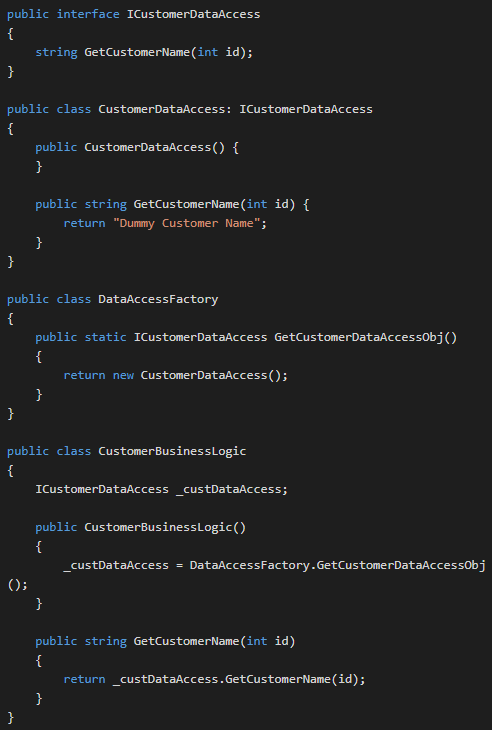 public interface ICustomerDataAccess
{
    string GetCustomerName(int id);
}

public class CustomerDataAccess: ICustomerDataAccess
{
    public CustomerDataAccess() {
    }

    public string GetCustomerName(int id) {
        return "Dummy Customer Name";
    }
}

public class DataAccessFactory
{
    public static ICustomerDataAccess GetCustomerDataAccessObj()
    {
        return new CustomerDataAccess();
    }
}

public class CustomerBusinessLogic
{
    ICustomerDataAccess _custDataAccess;

    public CustomerBusinessLogic()
    {
        _custDataAccess = DataAccessFactory.GetCustomerDataAccessObj
();
    }

    public string GetCustomerName(int id)
    {
        return _custDataAccess.GetCustomerName(id);
    }
}